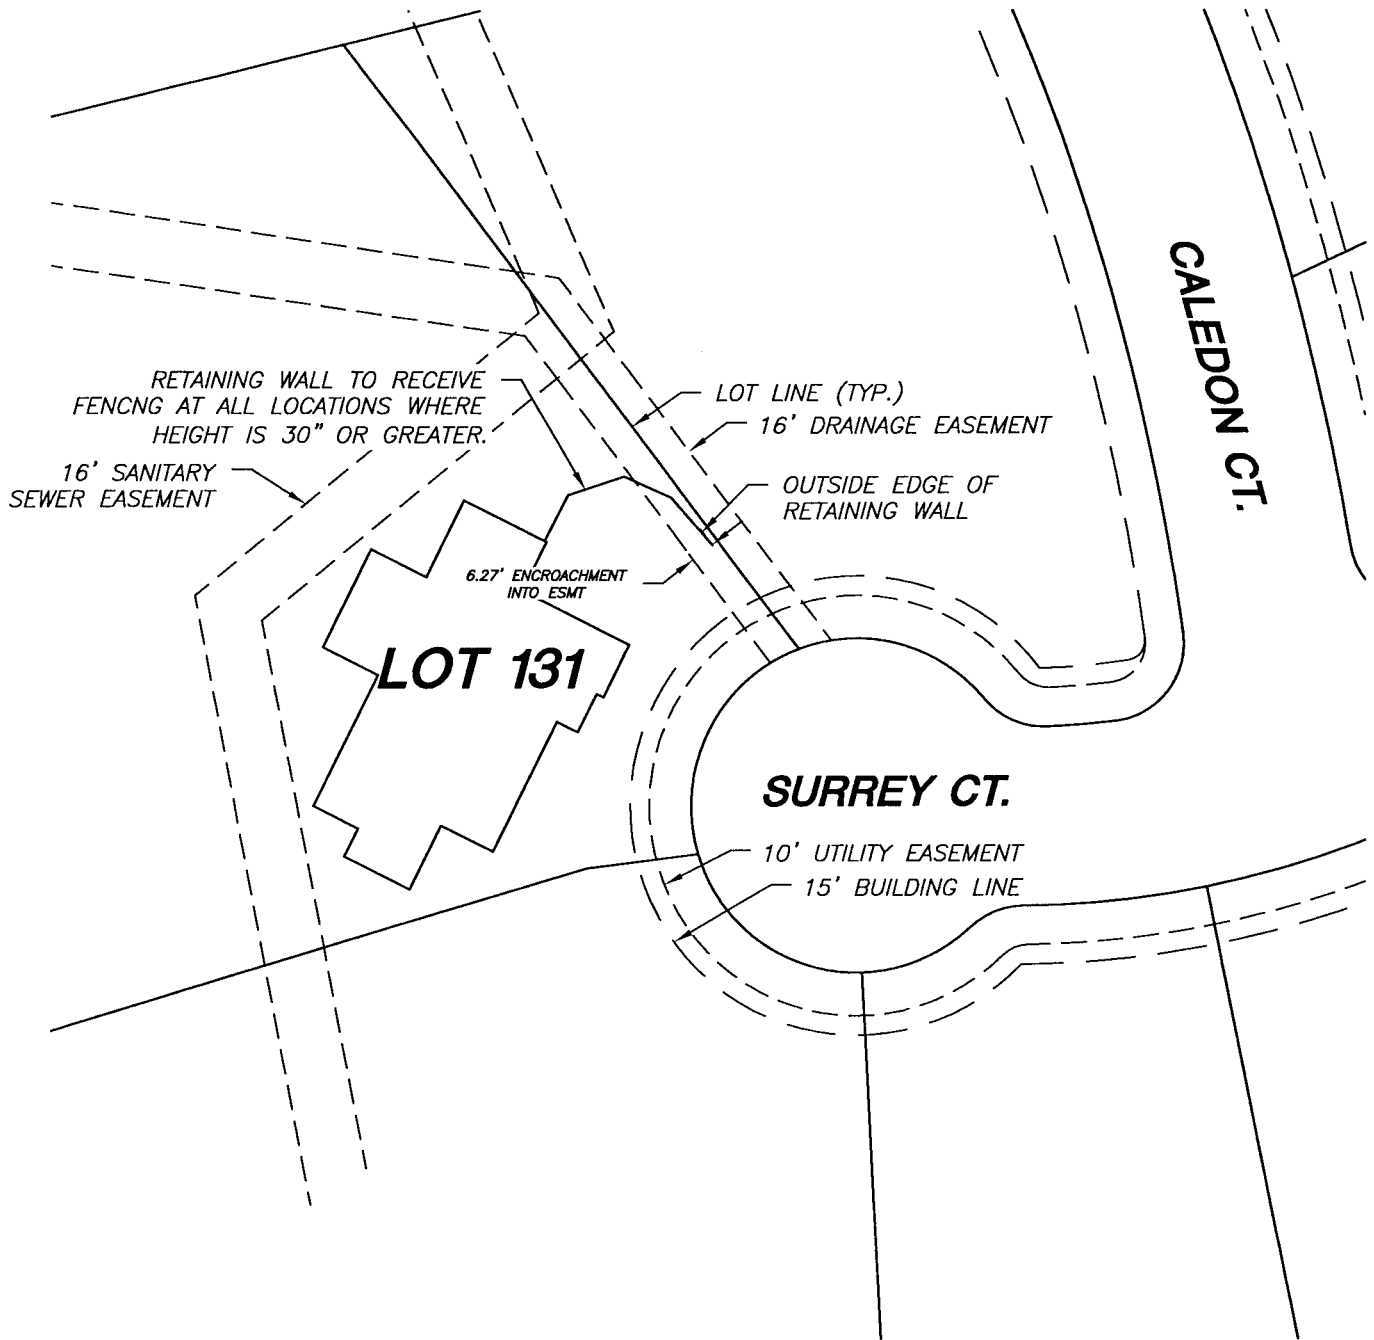 CALEDON CT.
RETAINING WALL TO RECEIVE
FENCNG AT ALL LOCATIONS WHERE
HEIGHT IS 30" OR GREATER.
LOT LINE (TYP.)
16' DRAINAGE EASEMENT
16' SANITARY
SEWER EASEMENT
OUTSIDE EDGE OF
RETAINING WALL
6.27' ENCROACHMENT
INTO ESMT
LOT 131
SURREY CT.
10' UTILITY EASEMENT
15' BUILDING LINE